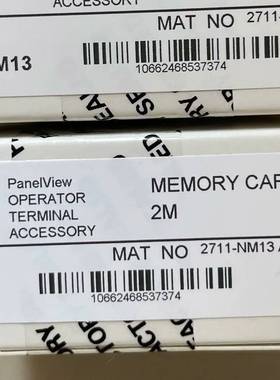 ACCESSORY
MAT NO 2711-
M13
10662468537374
PanelView
OPERATOR
TERMINAL
ACCESSORY
MEMORY CAR
2M
MAT NO 2711-NM13
10662468537374